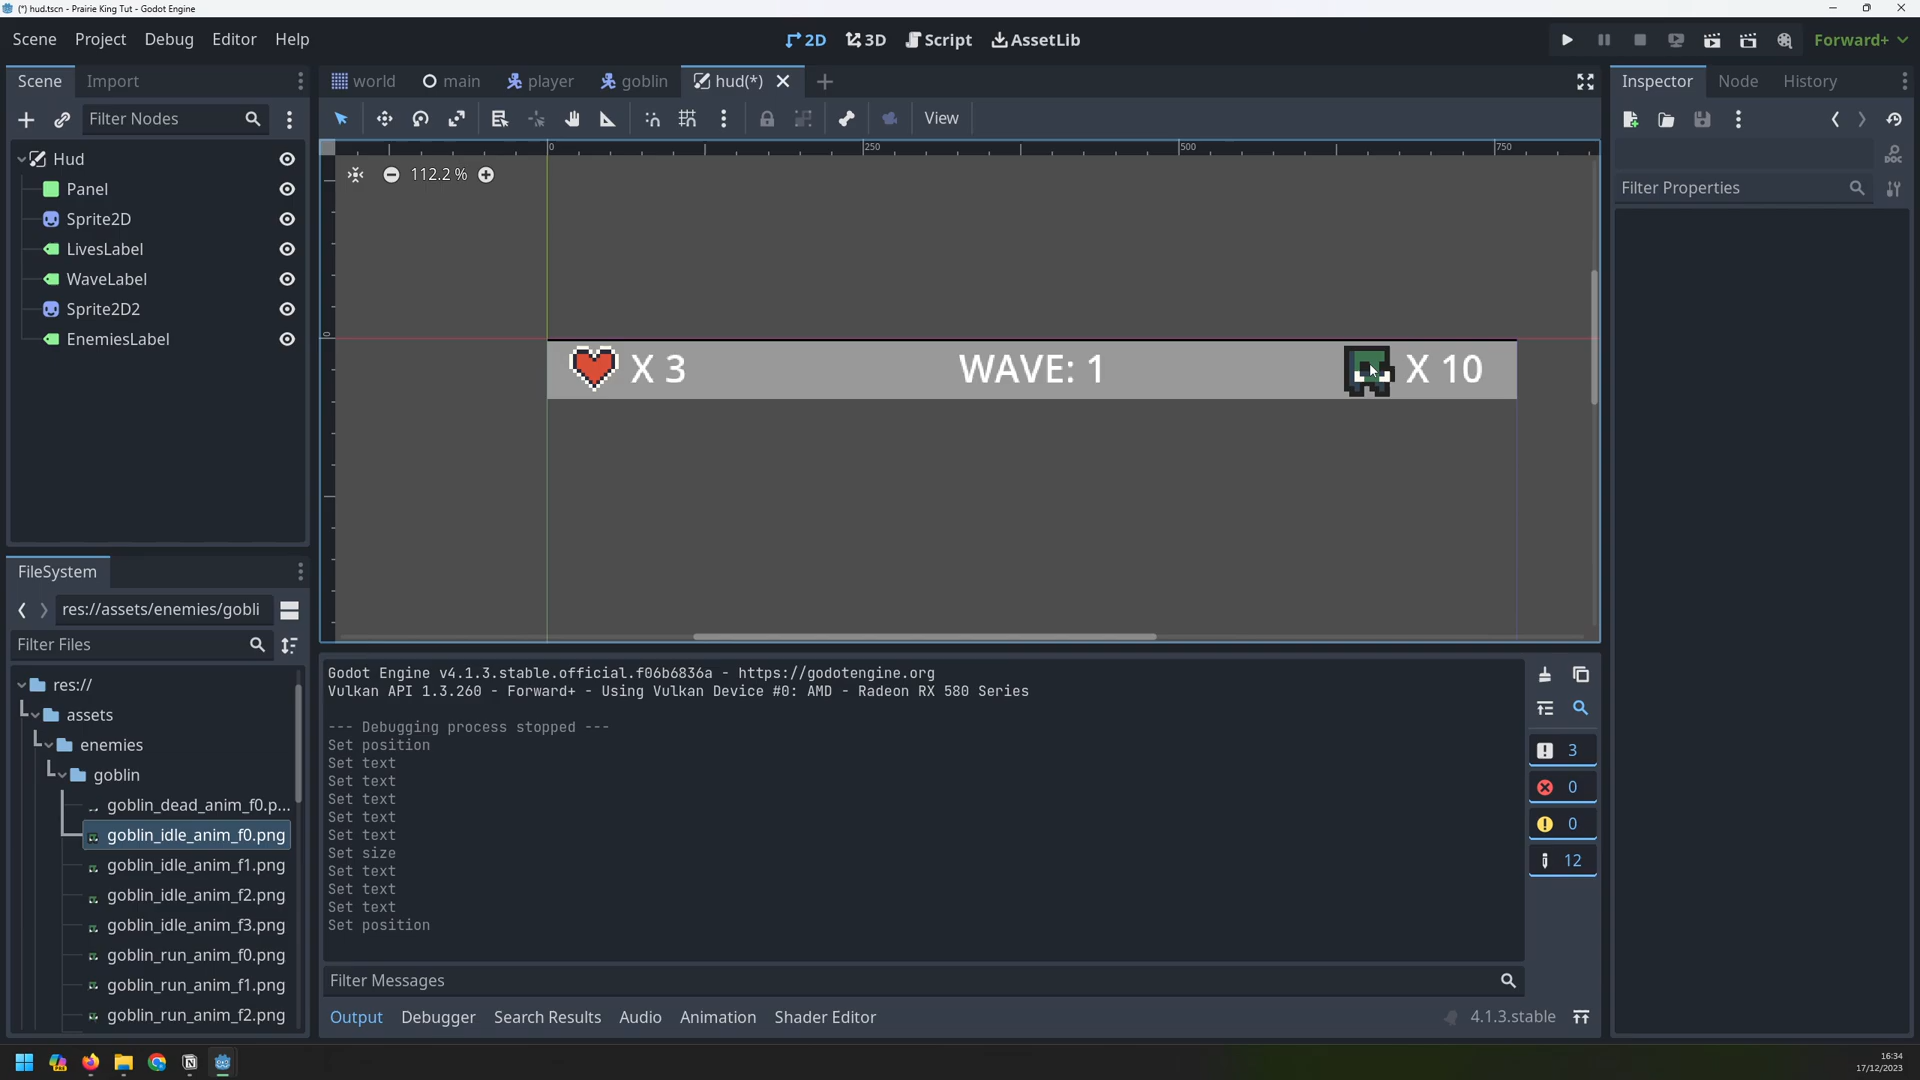 (*) hud.tscn - Prairie King Tut - Godot Engine
Scene Project Debug Editor Help
2D 3D Script AssetLib
Forward+
Scene Import
world main player goblin hud(*)
Inspector Node History
Filter Nodes
View
Hud
Panel
Sprite2D
LivesLabel
WaveLabel
Sprite2D2
EnemiesLabel
0 250 500 750
112.2 %
0
X 3 WAVE: 1 X 10
DOC
Filter Properties
FileSystem
res://assets/enemies/gobli
Filter Files
res://
assets
enemies
goblin
goblin_dead_anim_f0.p...
goblin_idle_anim_f0.png
goblin_idle_anim_f1.png
goblin_idle_anim_f2.png
goblin_idle_anim_f3.png
goblin_run_anim_f0.png
goblin_run_anim_f1.png
goblin_run_anim_f2.png
Godot Engine v4.1.3.stable.official.f06b6836a - https://godotengine.org
Vulkan API 1.3.260 - Forward+ - Using Vulkan Device #0: AMD - Radeon RX 580 Series
--- Debugging process stopped ---
Set position
Set text
Set text
Set text
Set text
Set text
Set size
Set text
Set text
Set text
Set position
3
0
0
12
Filter Messages
Output Debugger Search Results Audio Animation Shader Editor
4.1.3.stable
16:34
17/12/2023